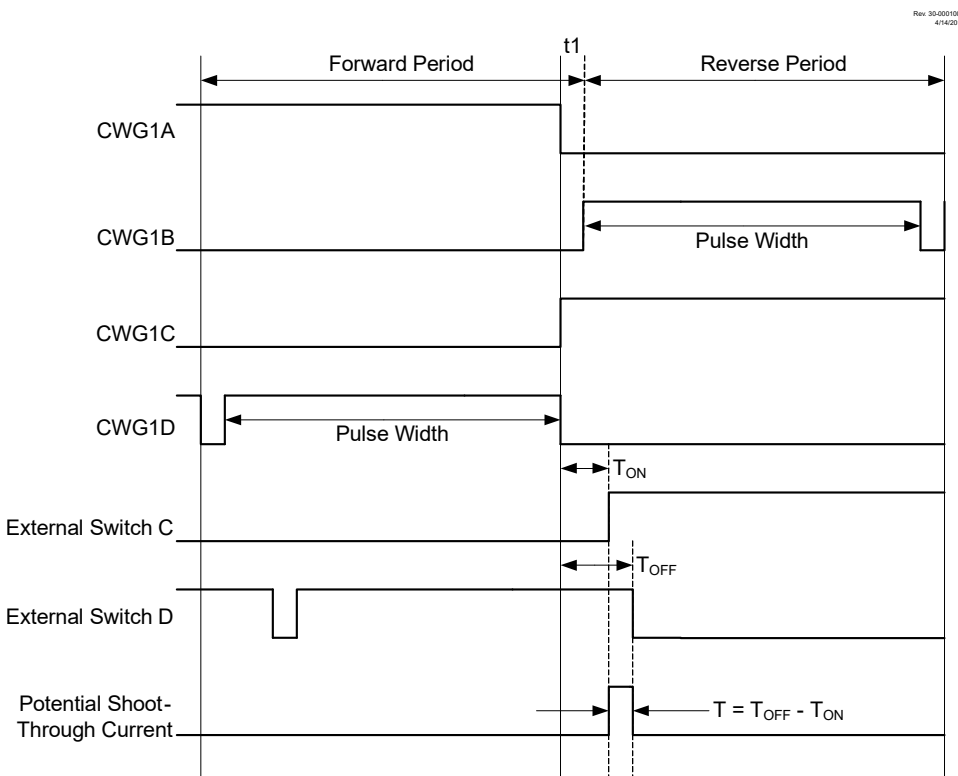 Rev. 30-00010
4/14/20
t1
Forward Period
Reverse Period
CWG1A
CWG1B
Pulse Width
CWG1C
CWG1D
Pulse Width
TON
External Switch C
TOFF
External Switch D
Potential Shoot-
Through Current
T = TOFF - TON